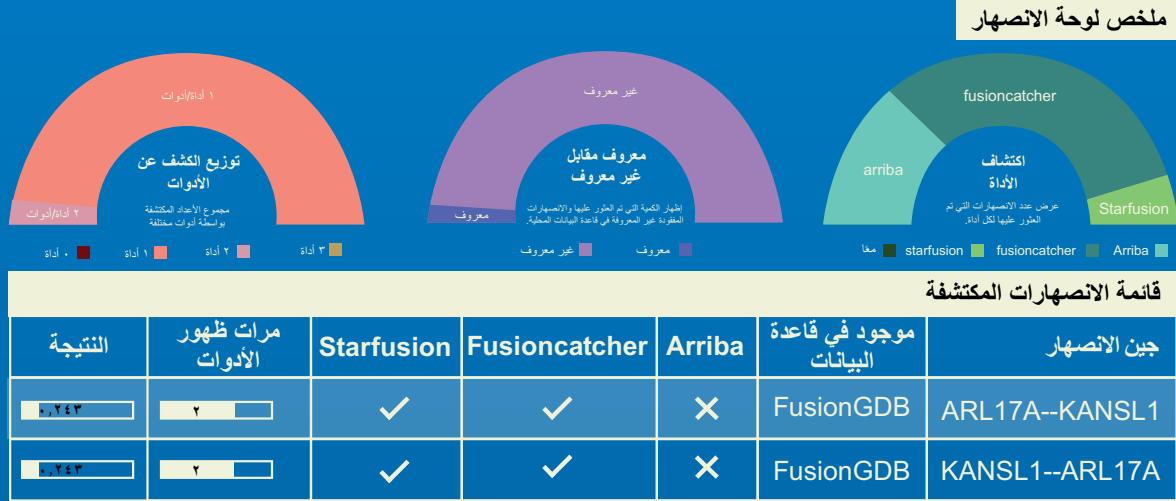 ملخص لوحة الانصهار
fusioncatcher
arriba
Starfusion
اكتشاف
الأداة
عرض عدد الانصهارات التي تم
العثور عليها لكل أداة.
Arriba
fusioncatcher
starfusion
معًا
غير معروف
معروف
معروف مقابل
غير معروف
إظهار الكمية التي تم العثور عليها والانصهارات
المفقودة غير المعروفة في قاعدة البيانات المحلية.
معروف
غير معروف
١ أداة/أدوات
٢ أداة/أدوات
توزيع الكشف عن
الأدوات
مجموع الأعداد المكتشفة
بواسطة أدوات مختلفة
٣ أداة
٢ أداة
١ أداة
٠ أداة
قائمة الانصهارات المكتشفة
جين الانصهار
موجود في قاعدة
البيانات
Arriba
Fusioncatcher
Starfusion
مرات ظهور
الأدوات
النتيجة
ARL17A--KANSL1
FusionGDB
٢
٠,٢٤٣
KANSL1--ARL17A
FusionGDB
٢
٠,٢٤٣